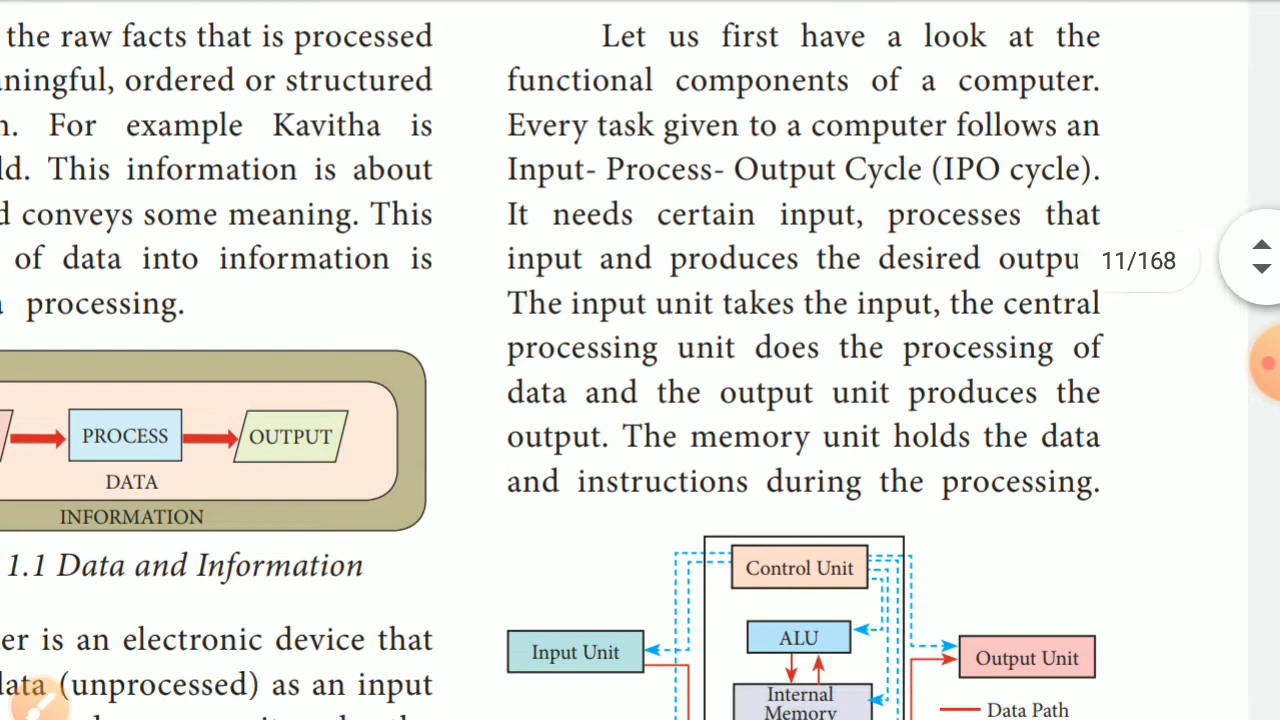 the raw facts that is processed
ordered or structured
For example Kavitha is
This information is about
conveys some meaning. This
of data into information is
processing.
PROCESS
OUTPUT
DATA
INFORMATION
1.1 Data and Information
is an electronic device that
(unprocessed) as an input
Let us first have a look at the
functional components of a computer.
Every task given to a computer follows an
Input- Process- Output Cycle (IPO cycle).
It needs certain input, processes that
input and produces the desired outpu
The input unit takes the input, the central
processing unit does the processing of
data and the output unit produces the
output. The memory unit holds the data
and instructions during the processing.
11/168
Control Unit
ALU
Input Unit
Output Unit
Internal
Memory
Data Path